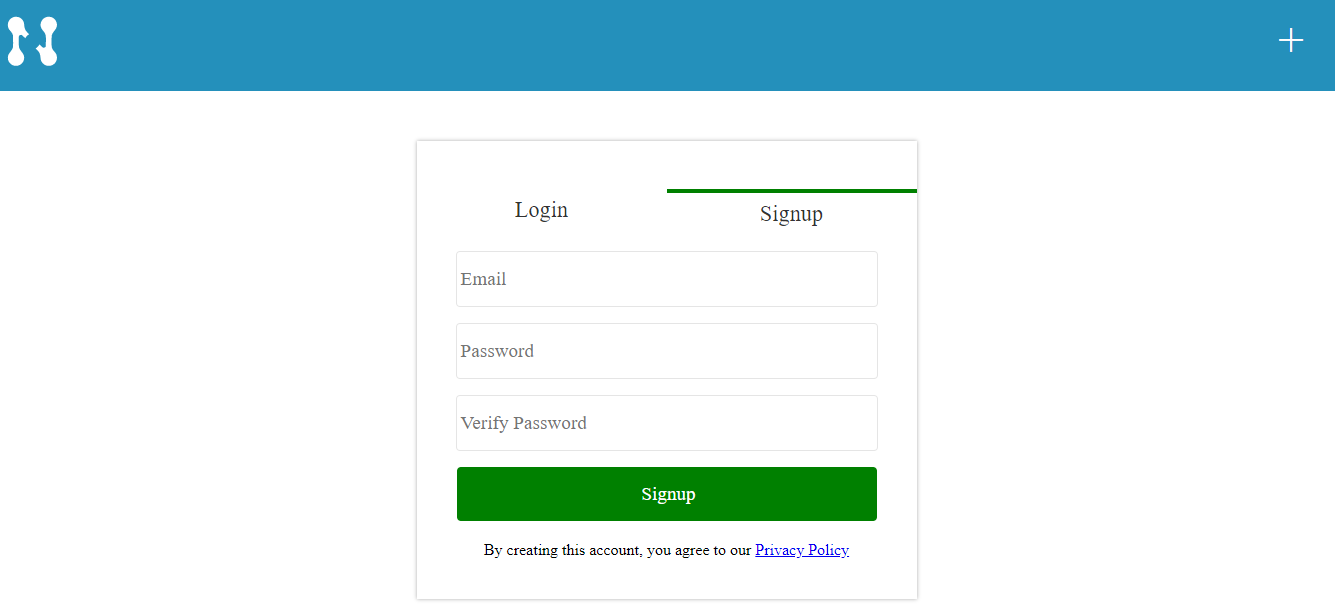 Login
Signup
Email
Password
Verify Password
Signup
By creating this account, you agree to our Privacy Policy